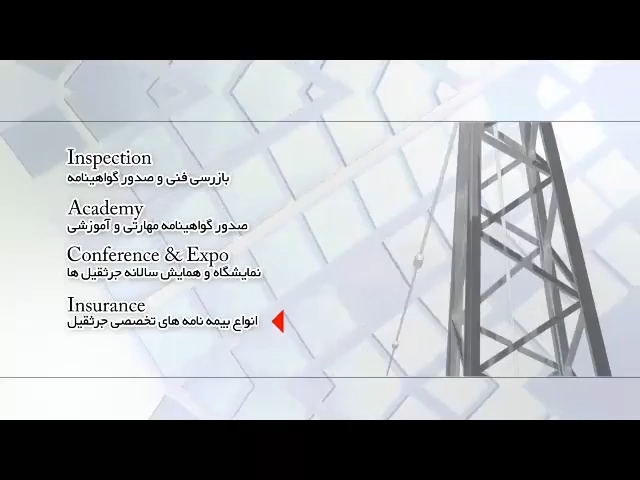 Inspection
بازرسی فنی و صدور گواهینامه
Academy
صدور گواهینامه مهارتی و آموزشی
Conference & Expo
نمایشگاه و همایش سالانه جرثقیل ها
Insurance
انواع بیمه نامه های تخصصی جرثقیل